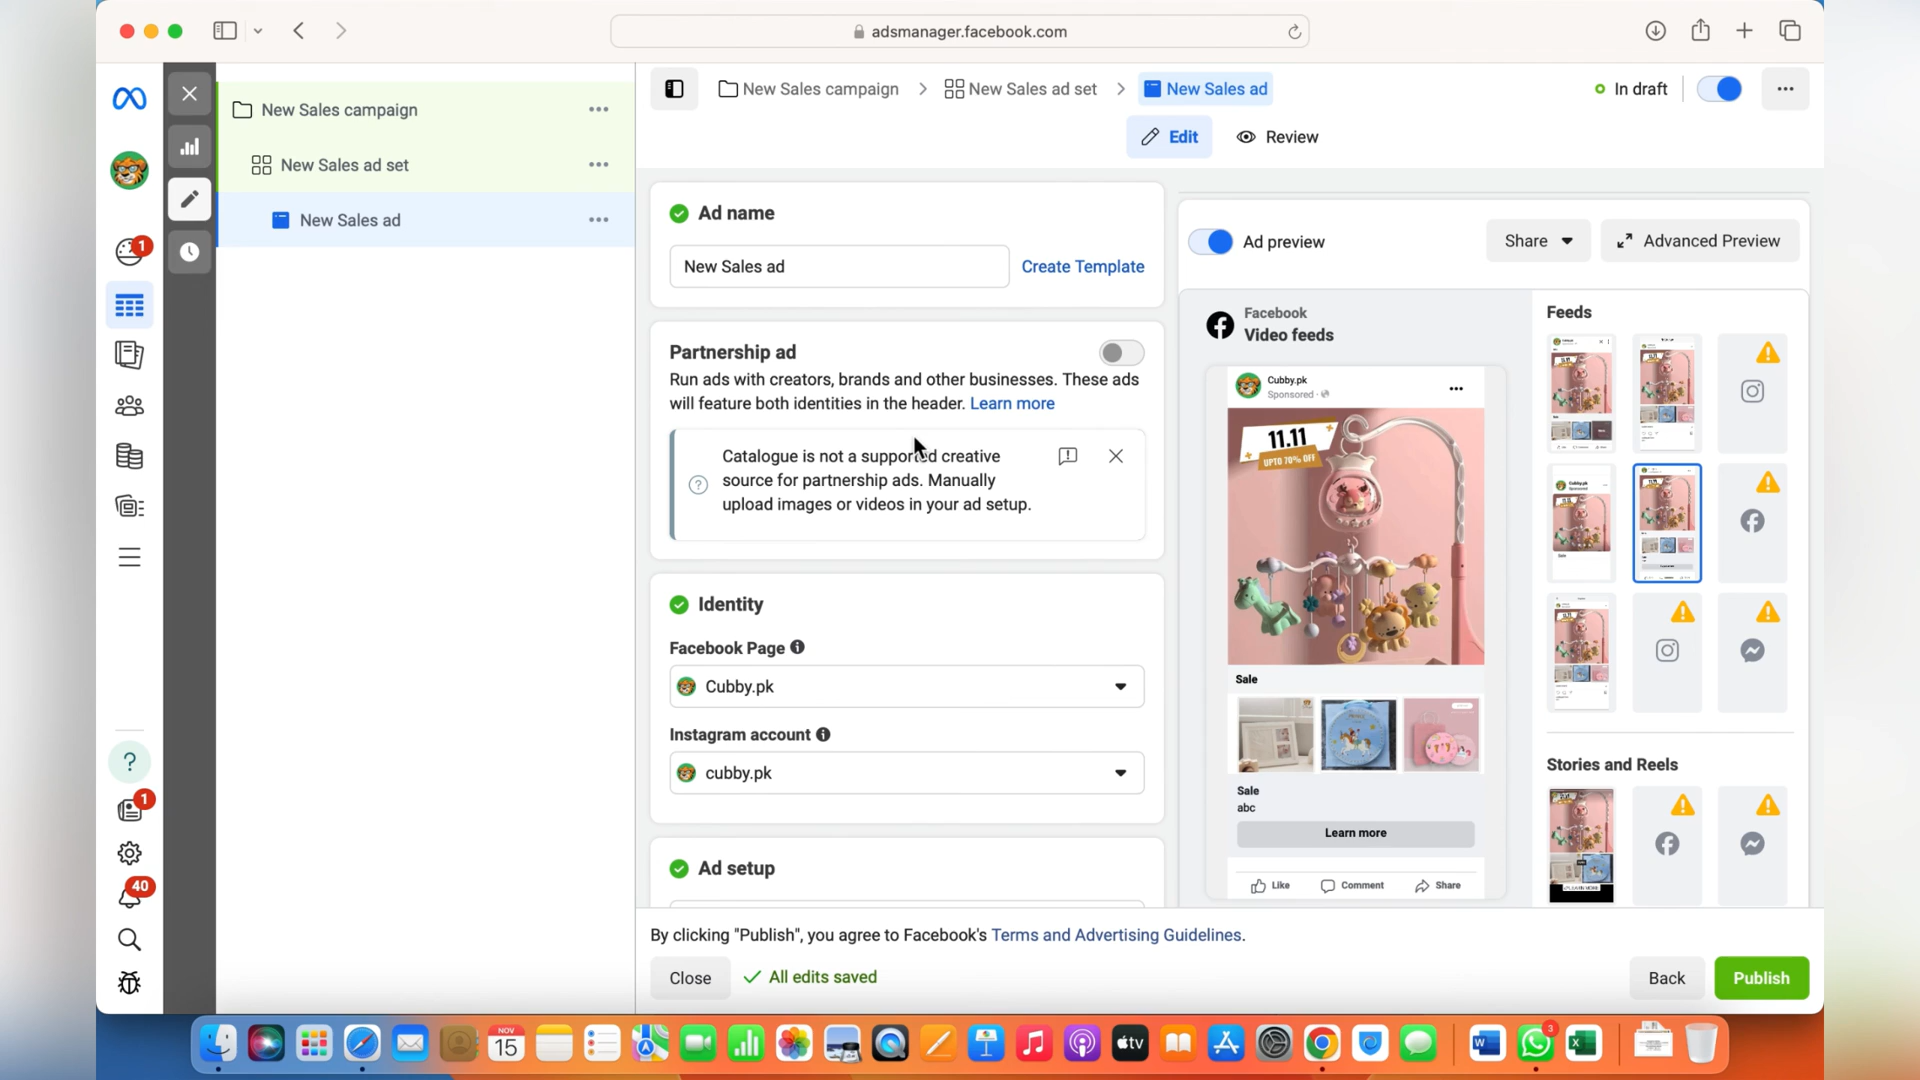 adsmanager.facebook.com
New Sales campaign
New Sales ad set
New Sales ad
New Sales campaign
New Sales ad set
New Sales ad
In draft
Edit
Review
1
1
40
?
Ad name
New Sales ad
Create Template
Partnership ad
Run ads with creators, brands and other businesses. These ads
will feature both identities in the header. Learn more
Catalogue is not a supported creative
source for partnership ads. Manually
upload images or videos in your ad setup.
Identity
Facebook Page
Cubby.pk
Instagram account
cubby.pk
Ad setup
Ad preview
Share
Advanced Preview
Facebook
Video feeds
Cubby.pk
Sponsored ·
11.11
UPTO 70% OFF
Sale
Sale
abc
Learn more
Like
Comment
Share
Feeds
Stories and Reels
By clicking "Publish", you agree to Facebook's Terms and Advertising Guidelines.
Close
All edits saved
Back
Publish
NOV
15
tv
W
3
X